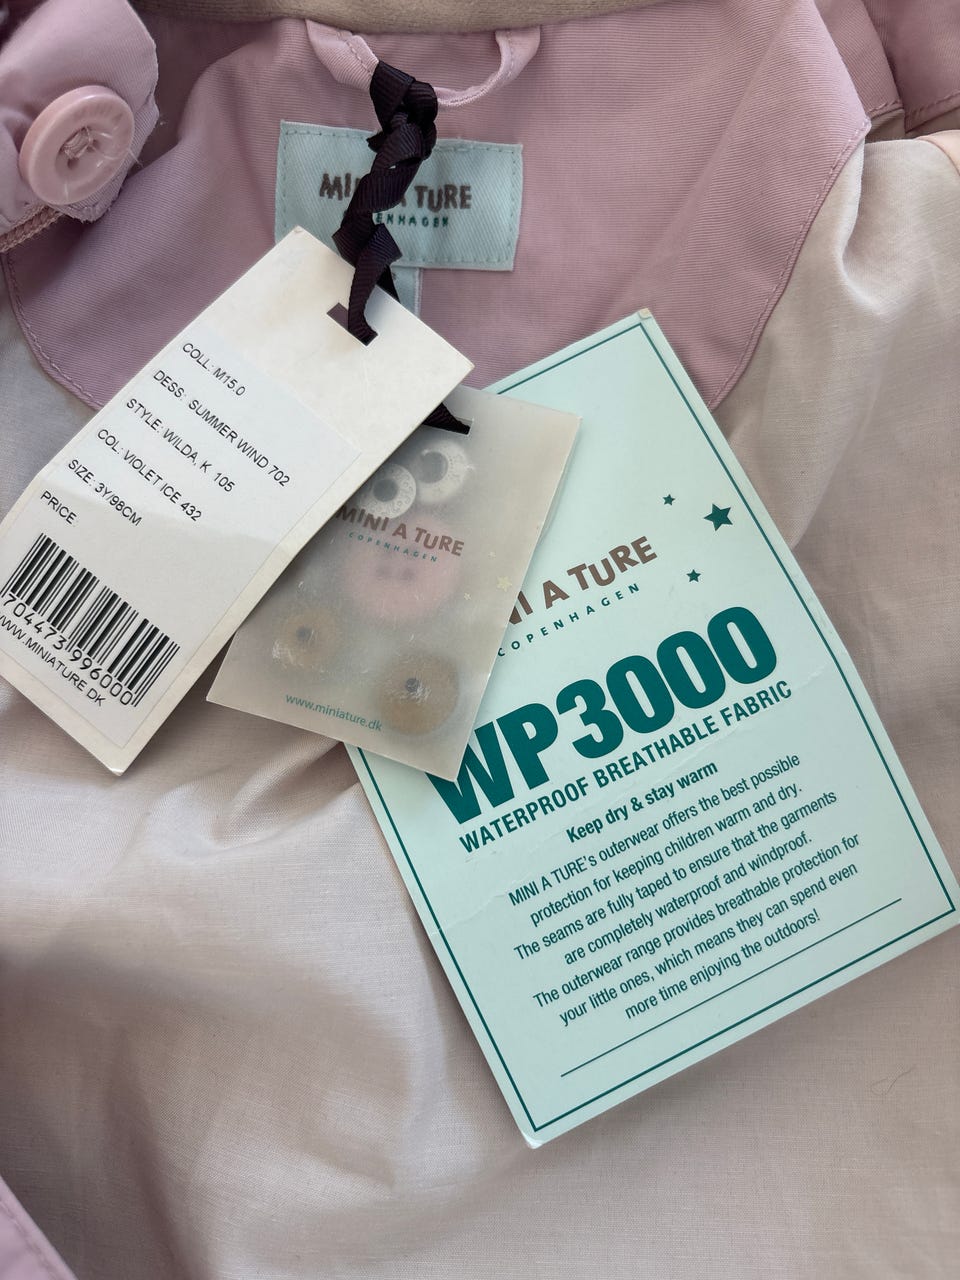 MINI A TURE
COPENHAGEN
COLL: M15.0
DESS: SUMMER WIND 702
STYLE: WILDA, K 105
COL: VIOLET ICE 432
SIZE: 3Y/98CM
PRICE
704473 996000
WWW.MINIATURE.DK
MINI A TURE
COPENHAGEN
www.miniature.dk
NI A TURE
COPENHAGEN
WP3000
WATERPROOF BREATHABLE FABRIC
Keep dry & stay warm
MINI A TURE's outerwear offers the best possible
protection for keeping children warm and dry.
The seams are fully taped to ensure that the garments
are completely waterproof and windproof.
The outerwear range provides breathable protection for
your little ones, which means they can spend even
more time enjoying the outdoors!